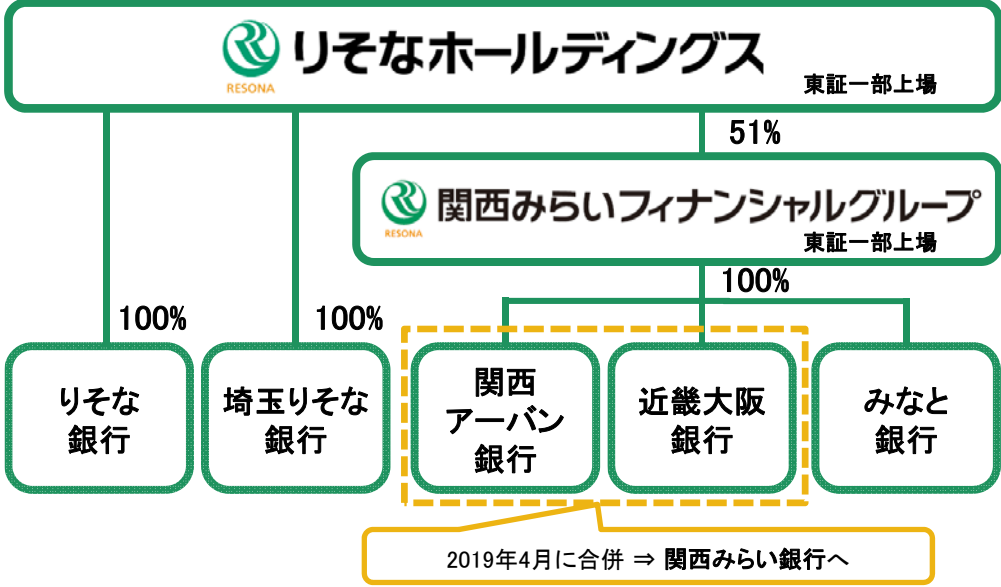 りそなホールディングス
RESONA
東証一部上場
51%
関西みらいフィナンシャルグループ
RESONA
東証一部上場
100%
100%
100%
りそな
銀行
埼玉りそな
銀行
関西
アーバン
銀行
近畿大阪
銀行
みなと
銀行
2019年4月に合併 ⇒ 関西みらい銀行へ